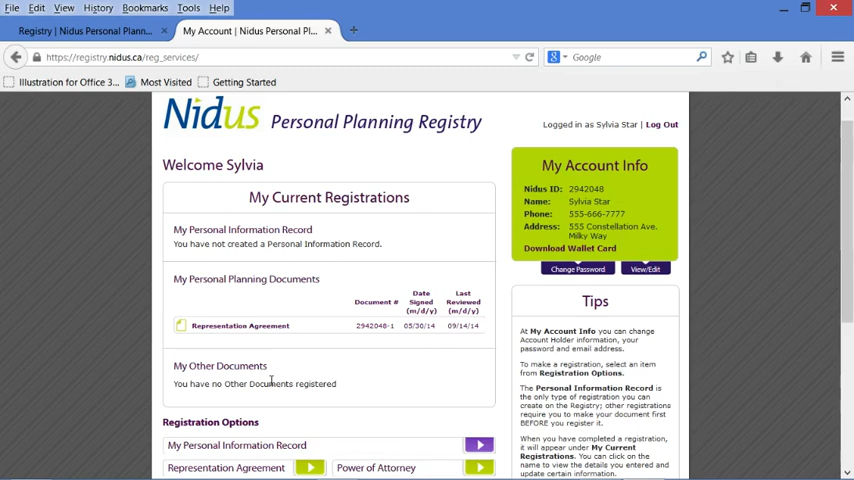 File Edit View History Bookmarks Tools Help
Registry | Nidus Personal Plann...
My Account | Nidus Personal Pl...
https://registry.nidus.ca/reg_services/
Google
Illustration for Office 3... Most Visited Getting Started
Nidus Personal Planning Registry
Logged in as Sylvia Star | Log Out
Welcome Sylvia
My Current Registrations
My Personal Information Record
You have not created a Personal Information Record.
My Personal Planning Documents
Document #
Date Signed (m/d/y)
Last Reviewed (m/d/y)
Representation Agreement 2942048-1 05/30/14 09/14/14
My Other Documents
You have no Other Documents registered
Registration Options
My Personal Information Record
Representation Agreement
Power of Attorney
My Account Info
Nidus ID: 2942048
Name: Sylvia Star
Phone: 555-666-7777
Address: 555 Constellation Ave.
Milky Way
Download Wallet Card
Change Password View/Edit
Tips
At My Account Info you can change
Account Holder information, your
password and email address.
To make a registration, select an item
from Registration Options.
The Personal Information Record is
the only type of registration you can
create on the Registry; other registrations
require you to make your document first
BEFORE you register it.
When you have completed a registration,
it will appear under My Current
Registrations. You can click on the
name to view the details you entered and
update certain information.